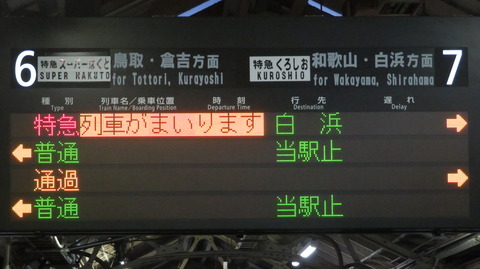 6 特急 スーパーはくと SUPER HAKUTO 鳥取・倉吉方面 for Tottori, Kurayoshi
特急 くろしお KUROSHIO 和歌山・白浜方面 for Wakayama, Shirahama 7
種別 列車名/乗車位置 時刻 行先 遅れ
Type Train Name/Boarding Position Departure Time Destination Delay
特急 列車がまいります 白浜 →
← 普通 当駅止
通過 →
← 普通 当駅止